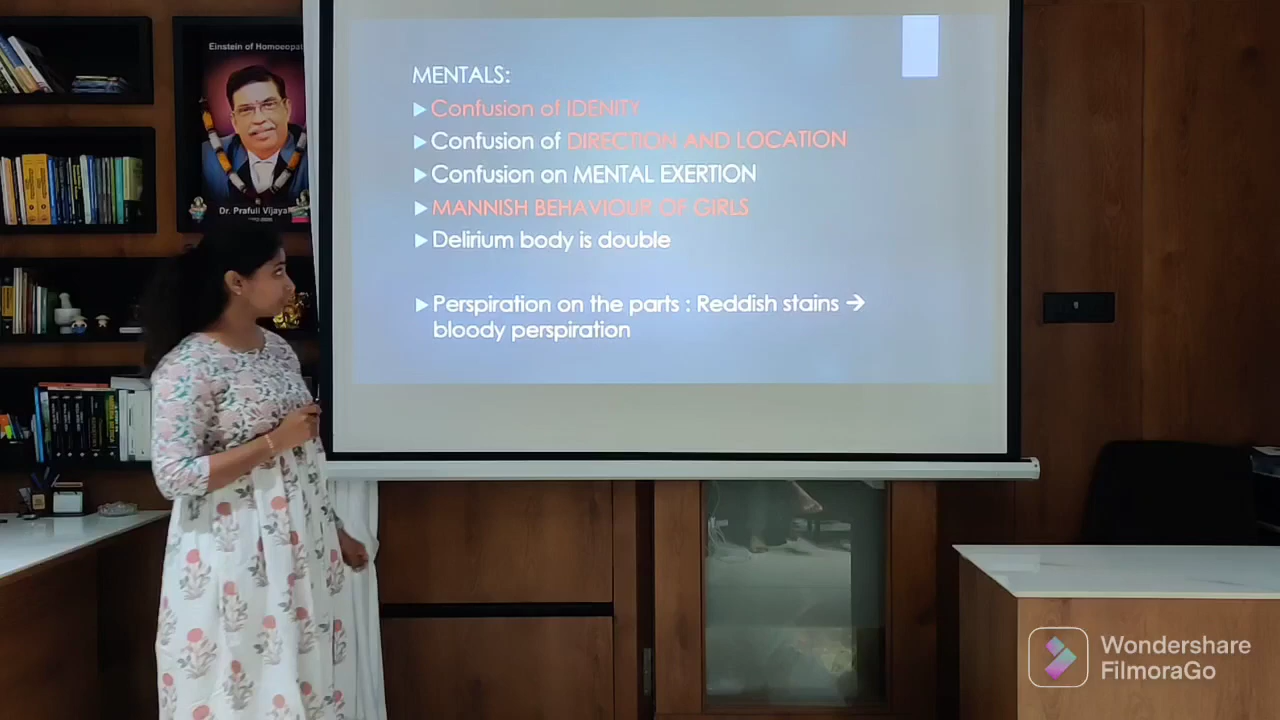 Einstein of Homoeopat
Dr. Prafull Vijayak
MENTALS:
Confusion of IDENITY
Confusion of DIRECTION AND LOCATION
Confusion on MENTAL EXERTION
MANNISH BEHAVIOUR OF GIRLS
Delirium body is double
Perspiration on the parts : Reddish stains →
bloody perspiration
Wondershare
FilmoraGo